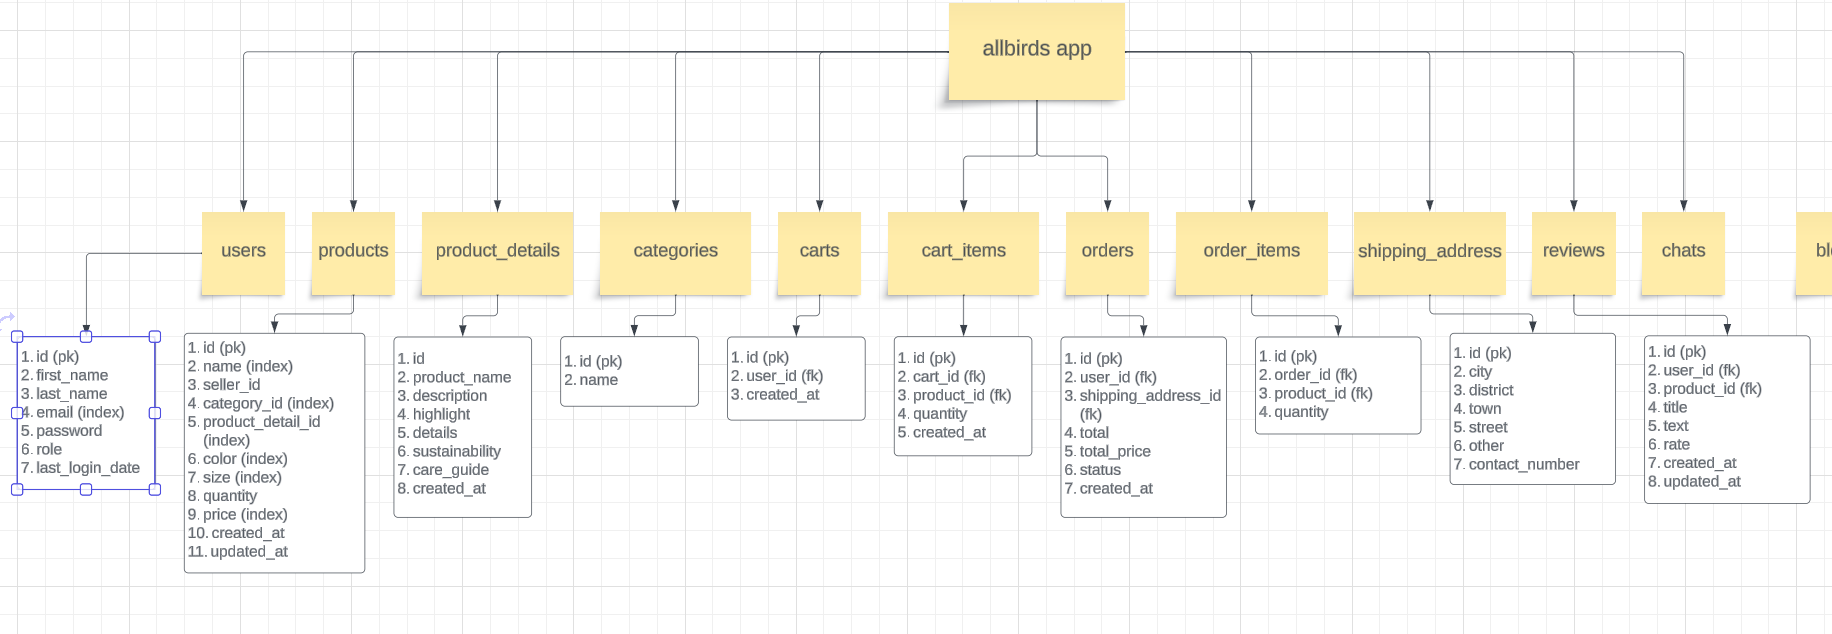 allbirds app
users
products
product_details
categories
carts
cart_items
orders
order_items
shipping_address
reviews
chats
1. id (pk)
2. first_name
3. last_name
4. email (index)
5. password
6. role
7. last_login_date
1. id (pk)
2. name (index)
3. seller_id
4. category_id (index)
5. product_detail_id
(index)
6. color (index)
7. size (index)
8. quantity
9. price (index)
10. created_at
11. updated_at
1. id
2. product_name
3. description
4. highlight
5. details
6. sustainability
7. care_guide
8. created_at
1. id (pk)
2. name
1. id (pk)
2. user_id (fk)
3. created_at
1. id (pk)
2. cart_id (fk)
3. product_id (fk)
4. quantity
5. created_at
1. id (pk)
2. user_id (fk)
3. shipping_address_id
(fk)
4. total
5. total_price
6. status
7. created_at
1. id (pk)
2. order_id (fk)
3. product_id (fk)
4. quantity
1. id (pk)
2. city
3. district
4. town
5. street
6. other
7. contact_number
1. id (pk)
2. user_id (fk)
3. product_id (fk)
4. title
5. text
6. rate
7. created_at
8. updated_at